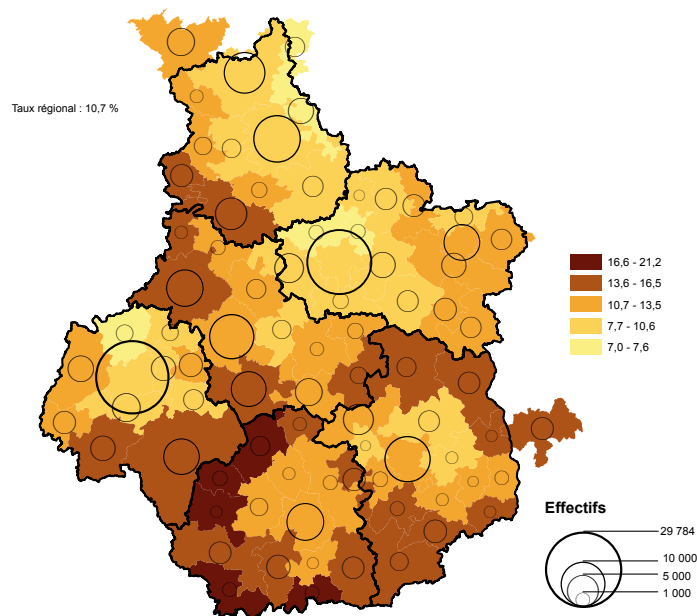 Taux régional : 10,7 %
16,6 - 21,2
13,6 - 16,5
10,7 - 13,5
7,7 - 10,6
7,0 - 7,6
Effectifs
29 784
10 000
5 000
1 000